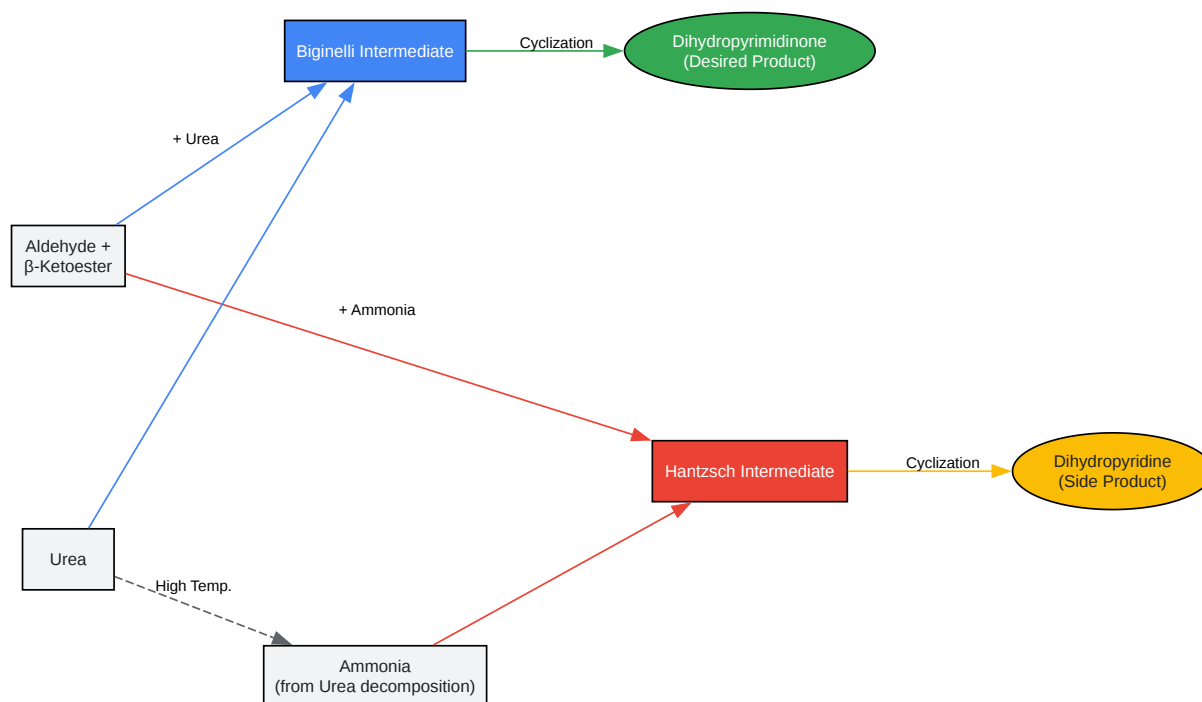 Biginelli Intermediate
Cyclization
Dihydropyrimidinone
(Desired Product)
+ Urea
Aldehyde +
β-Ketoester
+ Ammonia
Hantzsch Intermediate
Cyclization
Dihydropyridine
(Side Product)
Urea
High Temp.
Ammonia
(from Urea decomposition)